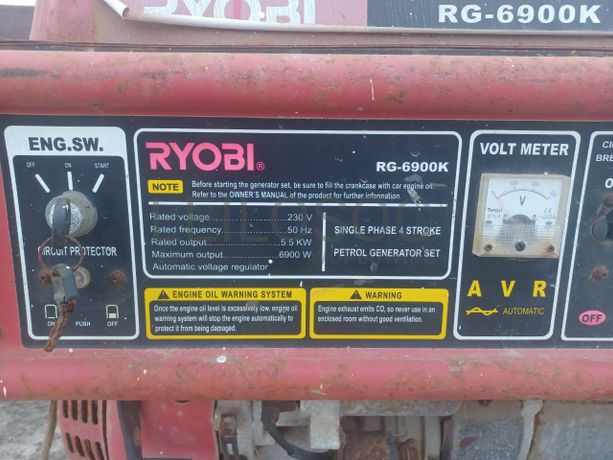 RYOBI RG-6900K
ENG.SW.
OFF ON START
CIRCUIT PROTECTOR
ON PUSH OFF
RYOBI® RG-6900K
NOTE Before starting the generator set, be sure to fill the crankcase with car engine oil.
Refer to the OWNER'S MANUAL of the product for further information.
Rated voltage 230 V
Rated frequency 50 Hz
Rated output 5.5 KW
Maximum output 6900 W
Automatic voltage regulator
SINGLE PHASE 4 STROKE
PETROL GENERATOR SET
ENGINE OIL WARNING SYSTEM
Once the engine oil level is excessively low, engine oil
warning system will stop the engine automatically to
protect it from being damaged.
WARNING
Engine exhaust emits CO, so never use in an
enclosed room without good ventilation.
VOLT METER
V
AVR
AUTOMATIC
CI
BRE
O
OFF